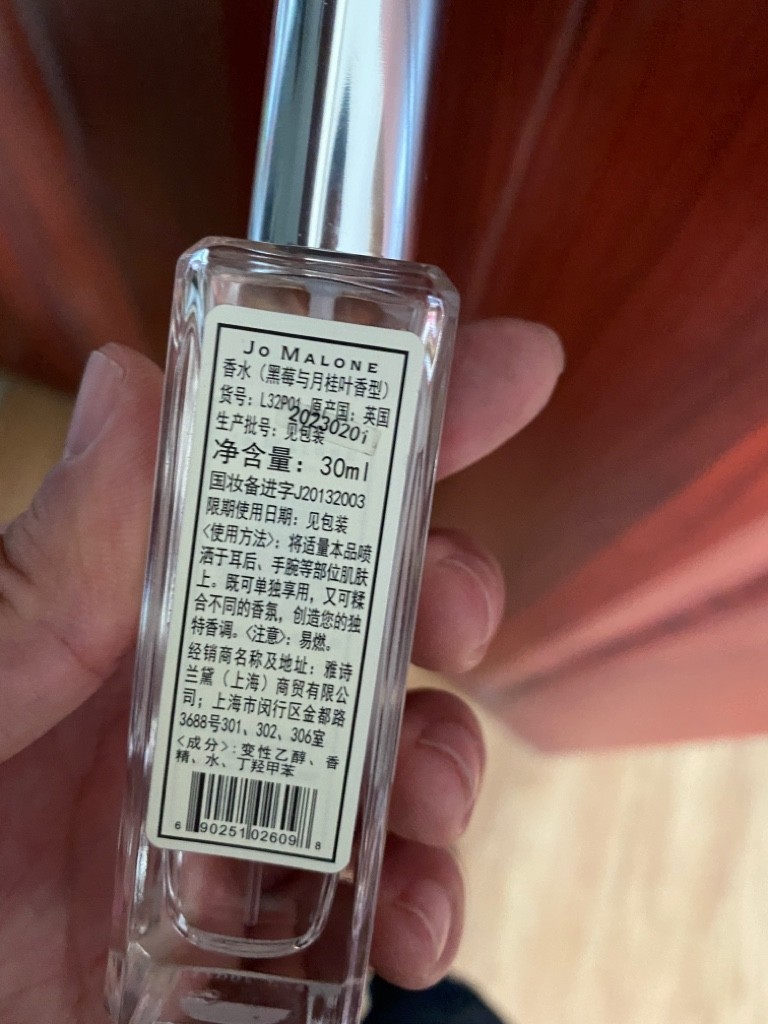 JO MALONE
香水（黑莓与月桂叶香型）
货号：L32P01 原产国：英国
20230201
生产批号：见包装
净含量：30ml
国妆备进字J20132003
限期使用日期：见包装
〈使用方法〉：将适量本品喷
洒于耳后、手腕等部位肌肤
上。既可单独享用，又可糅
合不同的香氛，创造您的独
特香调。〈注意〉：易燃。
经销商名称及地址：雅诗
兰黛（上海）商贸有限公
司；上海市闵行区金都路
3688号301、302、306室
〈成分〉：变性乙醇、香
精、水、丁羟甲苯
6 90251 02609 8